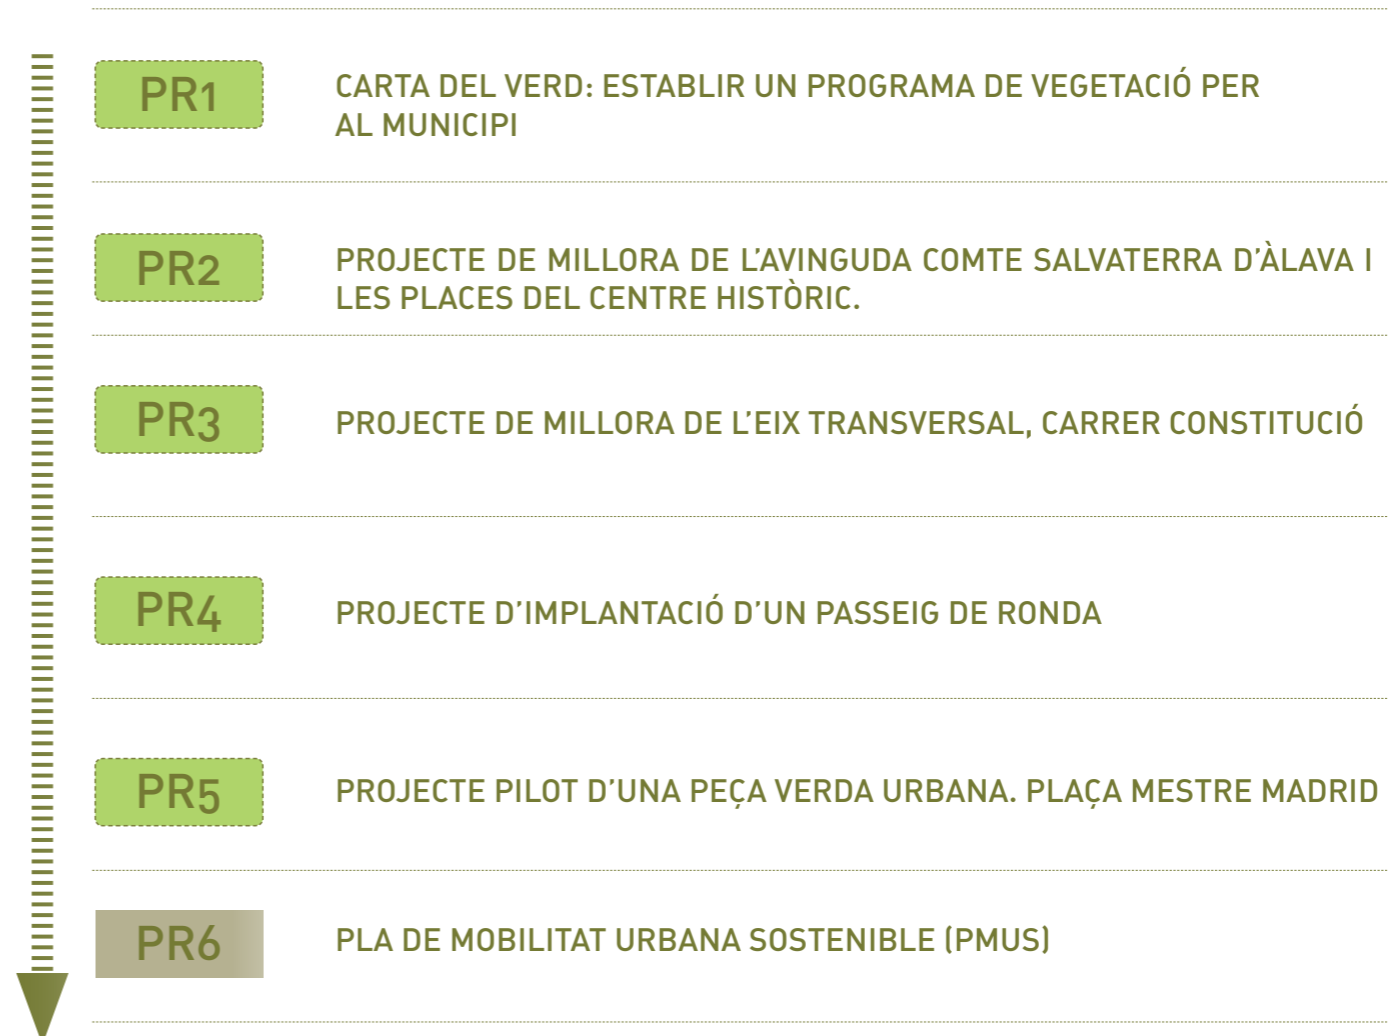 PR1
CARTA DEL VERD: ESTABLIR UN PROGRAMA DE VEGETACIÓ PER
AL MUNICIPI
PR2
PROJECTE DE MILLORA DE L’AVINGUDA COMTE SALVATERRA D’ÀLAVA I
LES PLACES DEL CENTRE HISTÒRIC.
PR3
PROJECTE DE MILLORA DE L’EIX TRANSVERSAL, CARRER CONSTITUCIÓ
PR4
PROJECTE D’IMPLANTACIÓ D’UN PASSEIG DE RONDA
PR5
PROJECTE PILOT D’UNA PEÇA VERDA URBANA. PLAÇA MESTRE MADRID
PR6
PLA DE MOBILITAT URBANA SOSTENIBLE (PMUS)